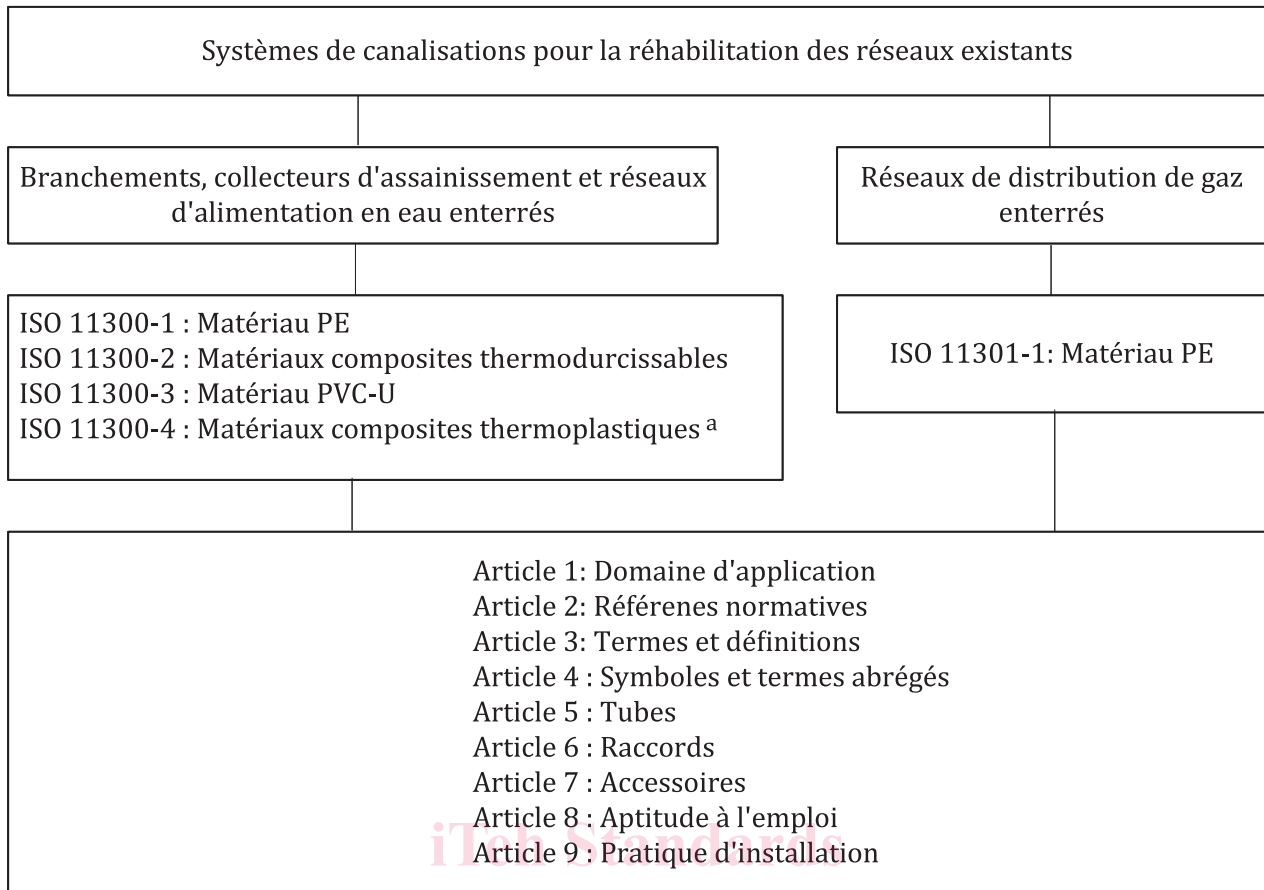 Systèmes de canalisations pour la réhabilitation des réseaux existants
Branchements, collecteurs d'assainissement et réseaux
d'alimentation en eau enterrés
Réseaux de distribution de gaz
enterrés
ISO 11300-1 : Matériau PE
ISO 11300-2 : Matériaux composites thermodurcissables
ISO 11300-3 : Matériau PVC-U
ISO 11300-4 : Matériaux composites thermoplastiques a
ISO 11301-1: Matériau PE
Article 1: Domaine d'application
Article 2: Référenes normatives
Article 3: Termes et définitions
Article 4 : Symboles et termes abrégés
Article 5 : Tubes
Article 6 : Raccords
Article 7 : Accessoires
Article 8 : Aptitude à l'emploi
iTeh Standards
Article 9 : Pratique d'installation